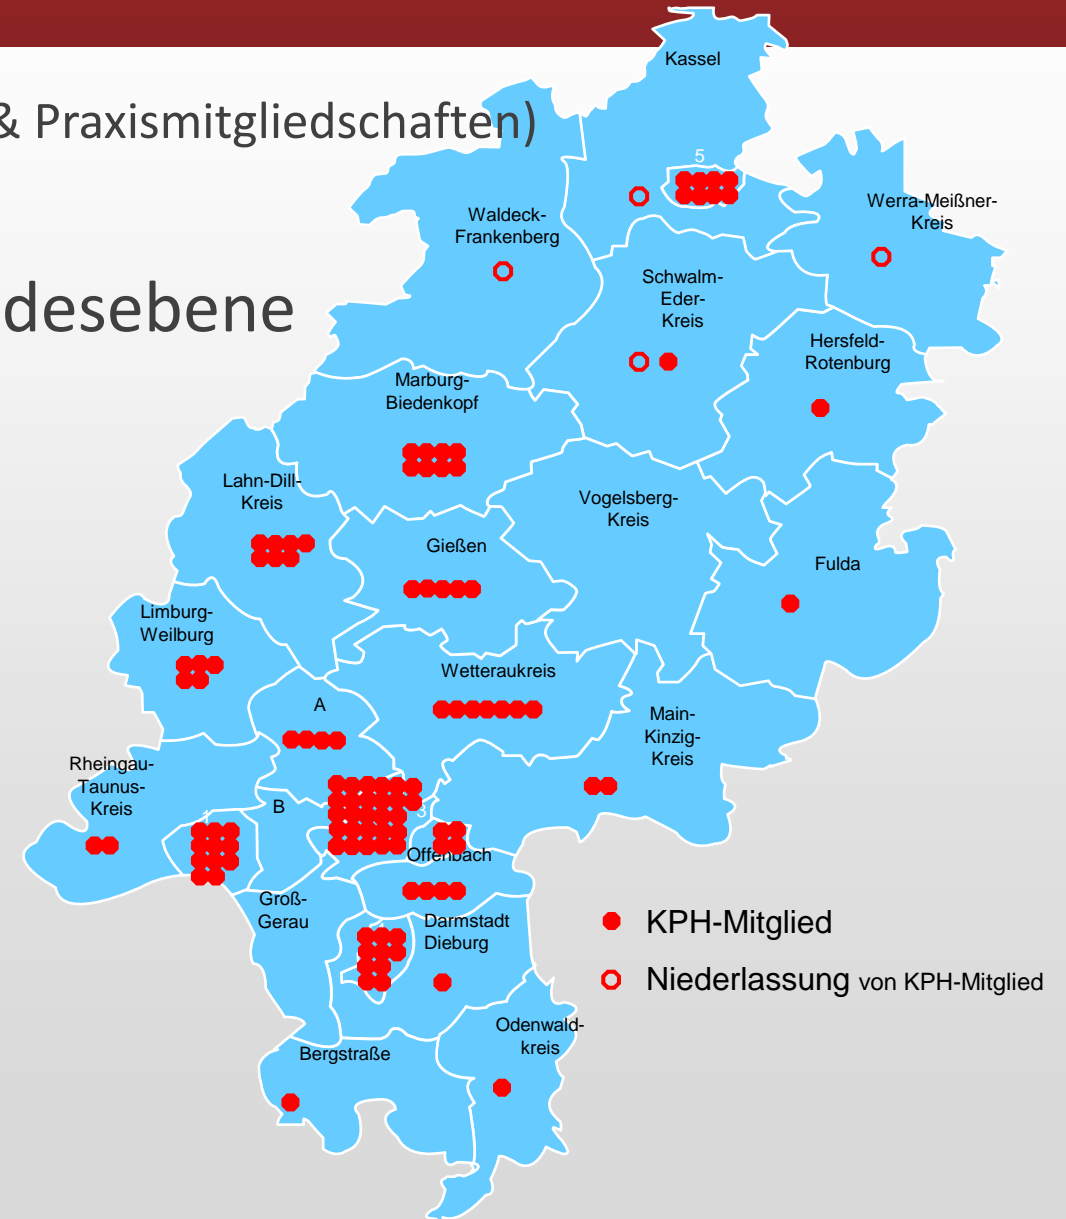 & Praxismitgliedschaften)
desebene
Kassel
5
Waldeck-
Frankenberg
Werra-Meißner-
Kreis
Schwalm-
Eder-
Kreis
Hersfeld-
Rotenburg
Marburg-
Biedenkopf
Lahn-Dill-
Kreis
Vogelsberg-
Kreis
Gießen
Fulda
Limburg-
Weilburg
Wetteraukreis
A
Main-
Kinzig-
Kreis
Rheingau-
Taunus-
Kreis
B
3
1
Offenbach
Groß-
Gerau
Darmstadt
Dieburg
KPH-Mitglied
Niederlassung von KPH-Mitglied
Odenwald-
kreis
Bergstraße